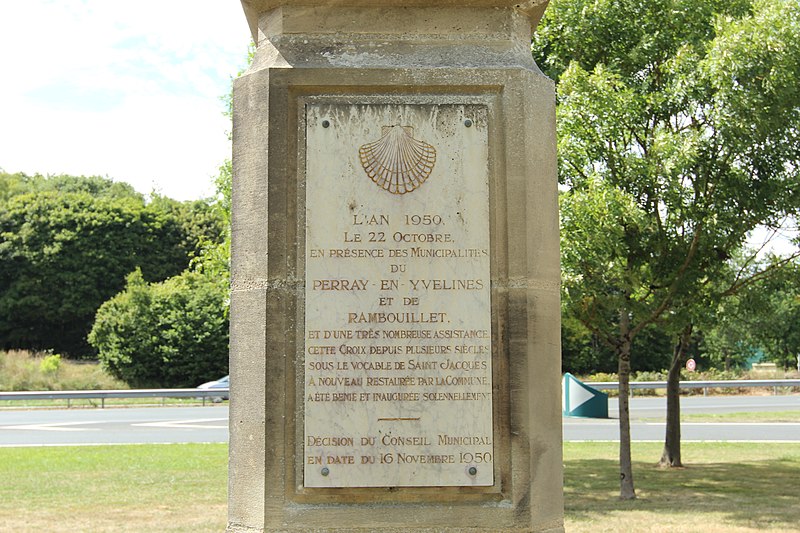 L'AN 1950.
LE 22 OCTOBRE.
EN PRÉSENCE DES MUNICIPALITÉS
DU
PERRAY-EN-YVELINES
ET DE
RAMBOUILLET.
ET D'UNE TRÈS NOMBREUSE ASSISTANCE
CETTE CROIX DEPUIS PLUSIEURS SIÈCLES
SOUS LE VOCABLE DE SAINT JACQUES
À NOUVEAU RESTAURÉE PAR LA COMMUNE.
A ÉTÉ BÉNIE ET INAUGURÉE SOLENNELLEMENT
DÉCISION DU CONSEIL MUNICIPAL
EN DATE DU 16 NOVEMBRE 1950